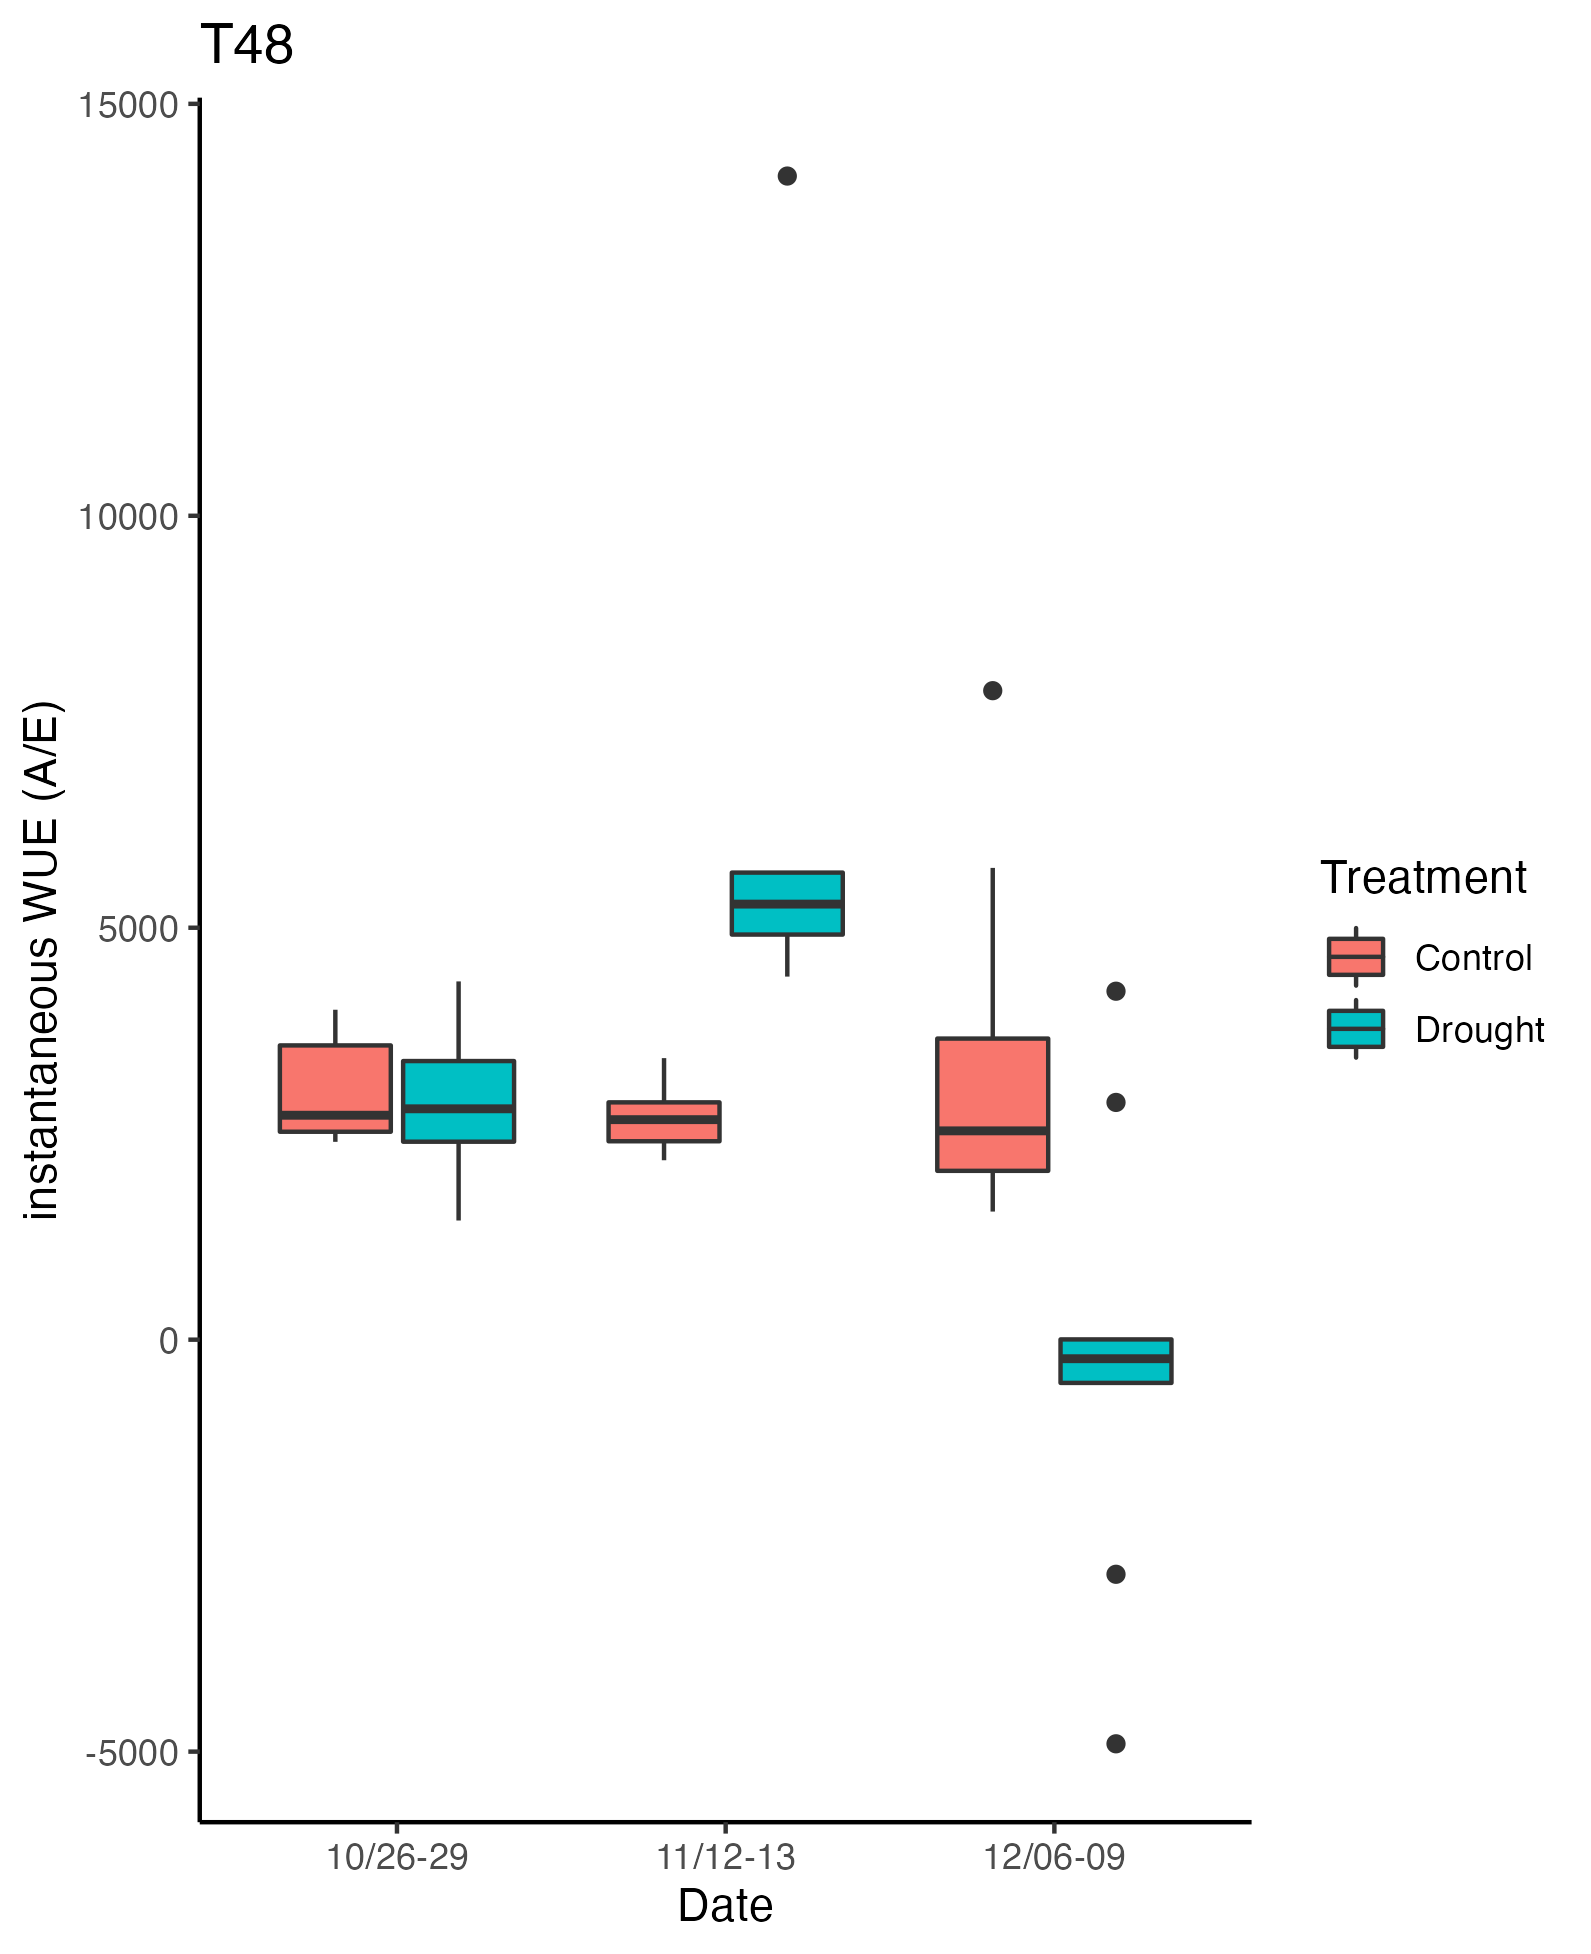 T48
15000
10000
5000
0
-5000
instantaneous WUE (A/E)
10/26-29
11/12-13
12/06-09
Date
Treatment
Control
Drought